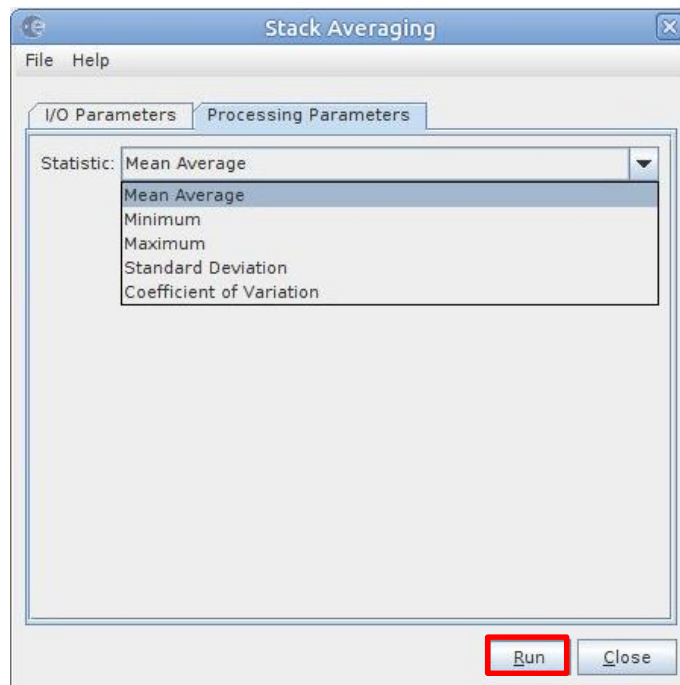 Stack Averaging
File Help
I/O Parameters Processing Parameters
Statistic: Mean Average
Mean Average
Minimum
Maximum
Standard Deviation
Coefficient of Variation
Run Close